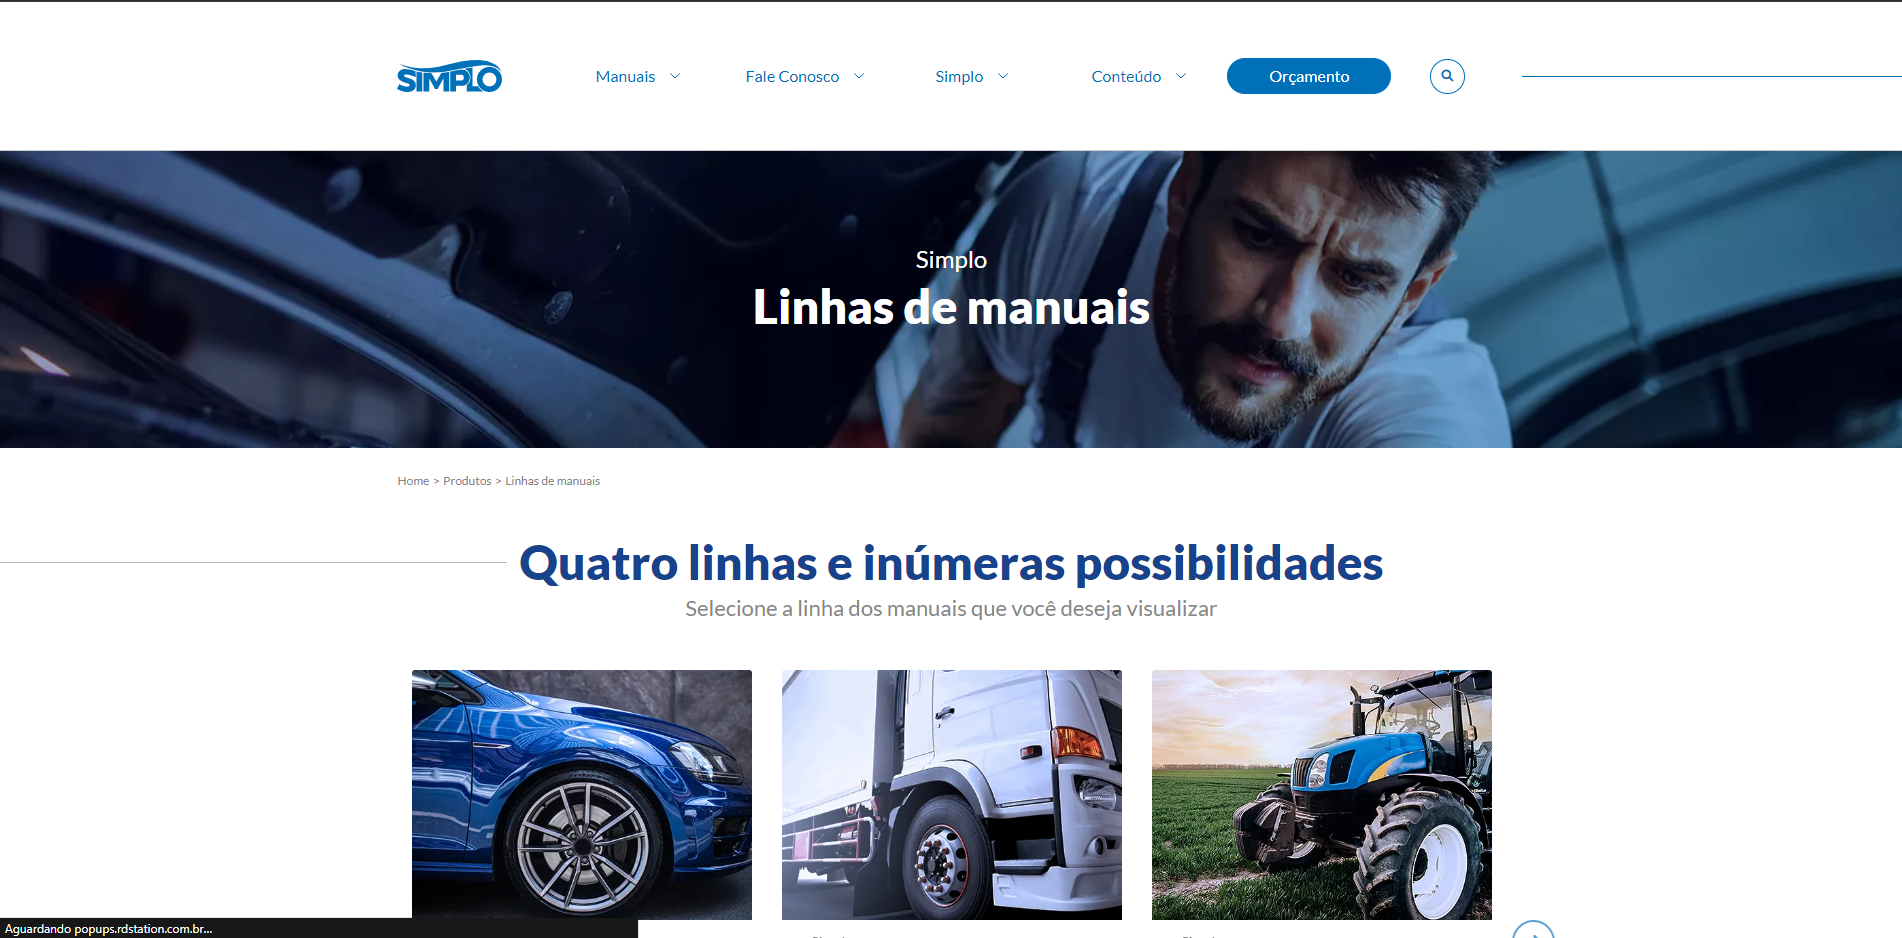 SIMPLO
Manuais
Fale Conosco
Simplo
Conteúdo
Orçamento
Simplo
Linhas de manuais
Home > Produtos > Linhas de manuais
Quatro linhas e inúmeras possibilidades
Selecione a linha dos manuais que você deseja visualizar
Aguardando popups.rdstation.com.br...